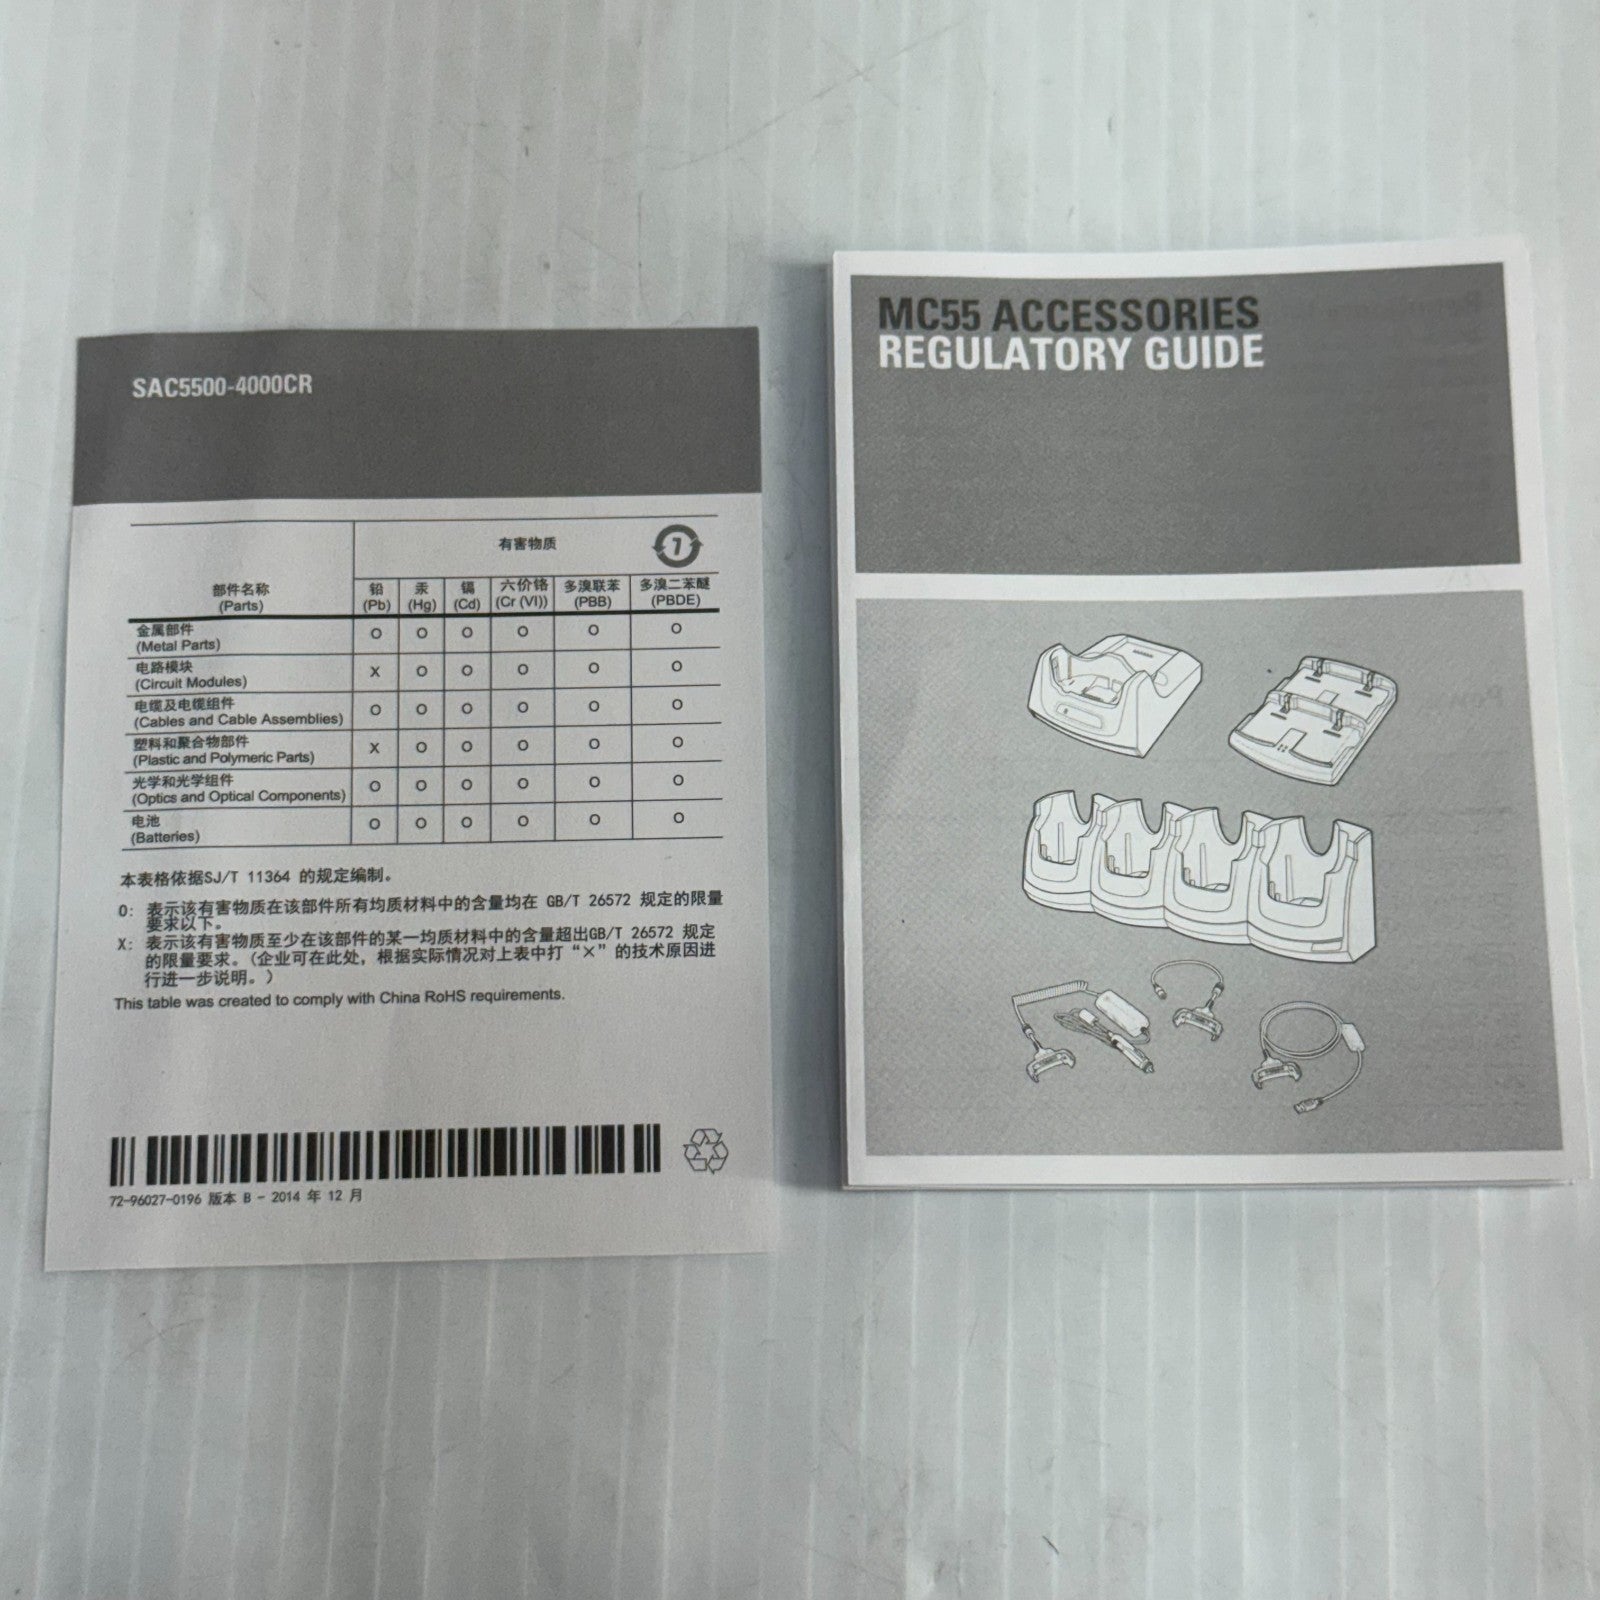 SAC5500-4000CR
有害物质
7
部件名称
(Parts)
铅
(Pb)
汞
(Hg)
镉
(Cd)
六价铬
(Cr (VI))
多溴联苯
(PBB)
多溴二苯醚
(PBDE)
金属部件
(Metal Parts)
O O O O O O
电路模块
(Circuit Modules)
X O O O O O
电缆及电缆组件
(Cables and Cable Assemblies)
O O O O O O
塑料和聚合物部件
(Plastic and Polymeric Parts)
X O O O O O
光学和光学组件
(Optics and Optical Components)
O O O O O O
电池
(Batteries)
O O O O O O
本表格依据SJ/T 11364 的规定编制。
O: 表示该有害物质在该部件所有均质材料中的含量均在 GB/T 26572 规定的限量
要求以下。
X: 表示该有害物质至少在该部件的某一均质材料中的含量超出GB/T 26572 规定
的限量要求。(企业可在此处，根据实际情况对上表中打“×”的技术原因进
行进一步说明。)
This table was created to comply with China RoHS requirements.
72-96027-0196 版本 B - 2014 年 12 月
MC55 ACCESSORIES
REGULATORY GUIDE